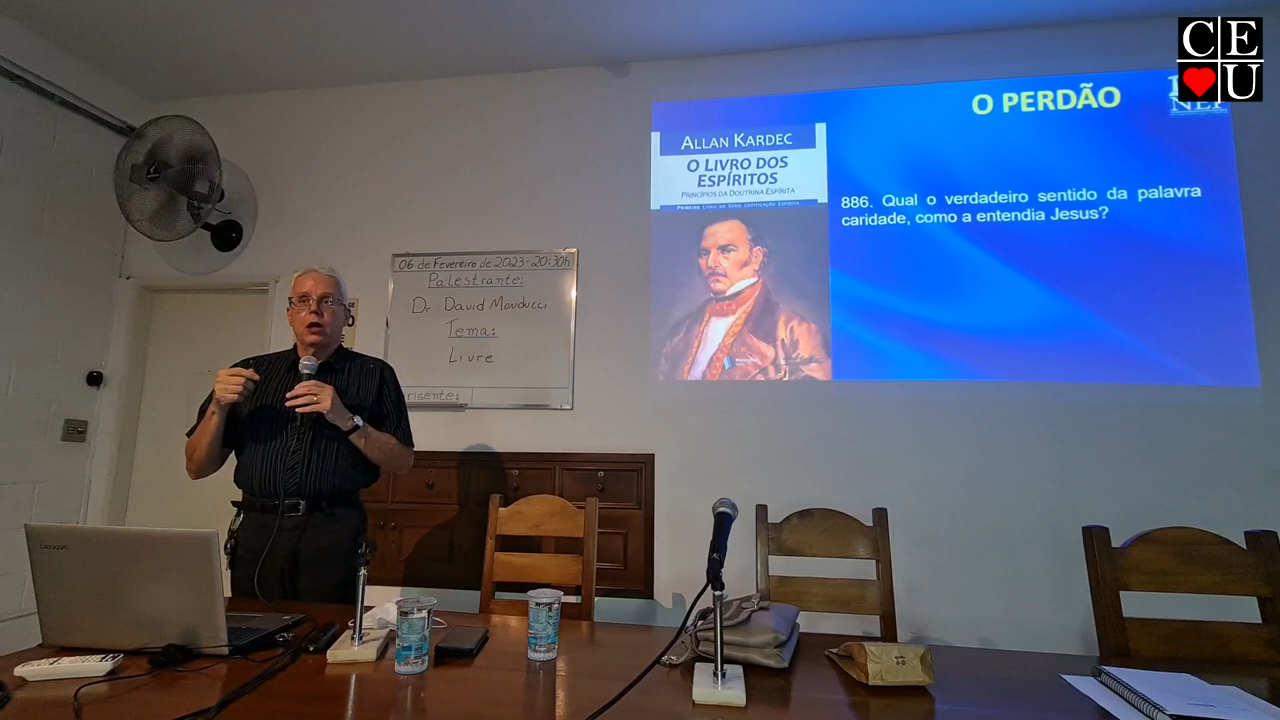 CE
U
O PERDÃO
ALLAN KARDEC
O LIVRO DOS
ESPÍRITOS
PRINCÍPIOS DA DOUTRINA ESPÍRITA
886. Qual o verdadeiro sentido da palavra
caridade, como a entendia Jesus?
06 de Fevereiro de 2023-20:30h
Palestrante:
Dr David Monducci
Tema:
Livre
rigente:
Lenovo